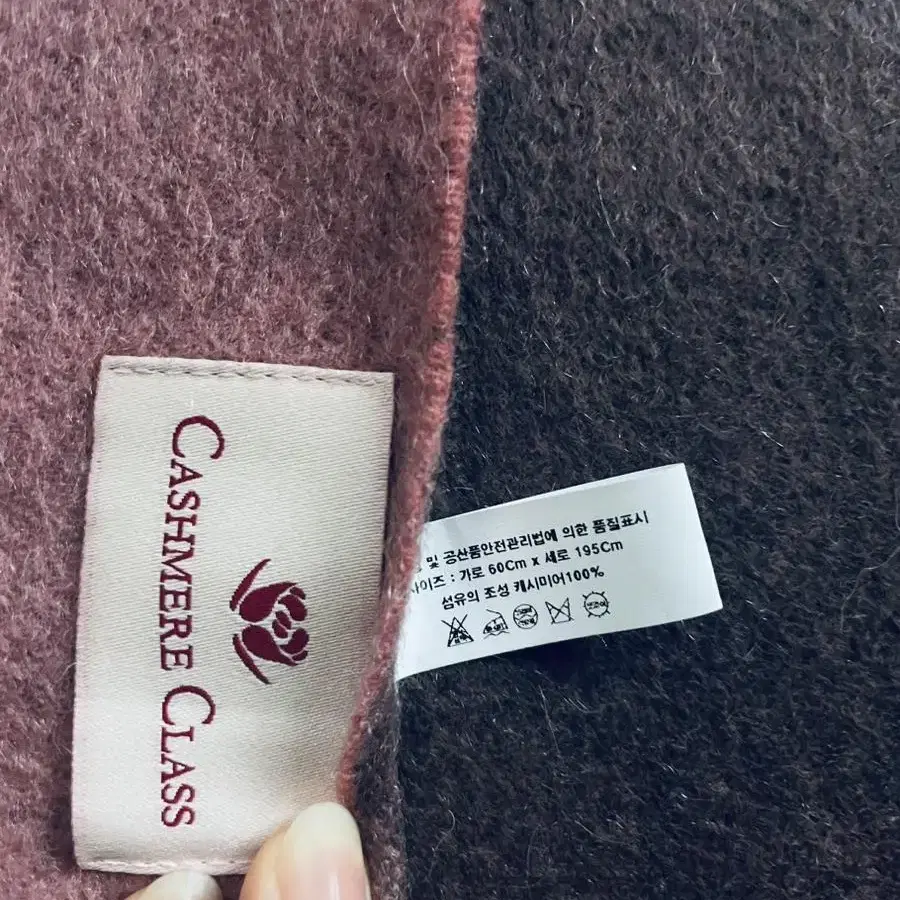 CASHMERE CLASS
및 공산품안전관리법에 의한 품질표시
사이즈 : 가로 60Cm x 세로 195Cm
섬유의 조성 캐시미어100%